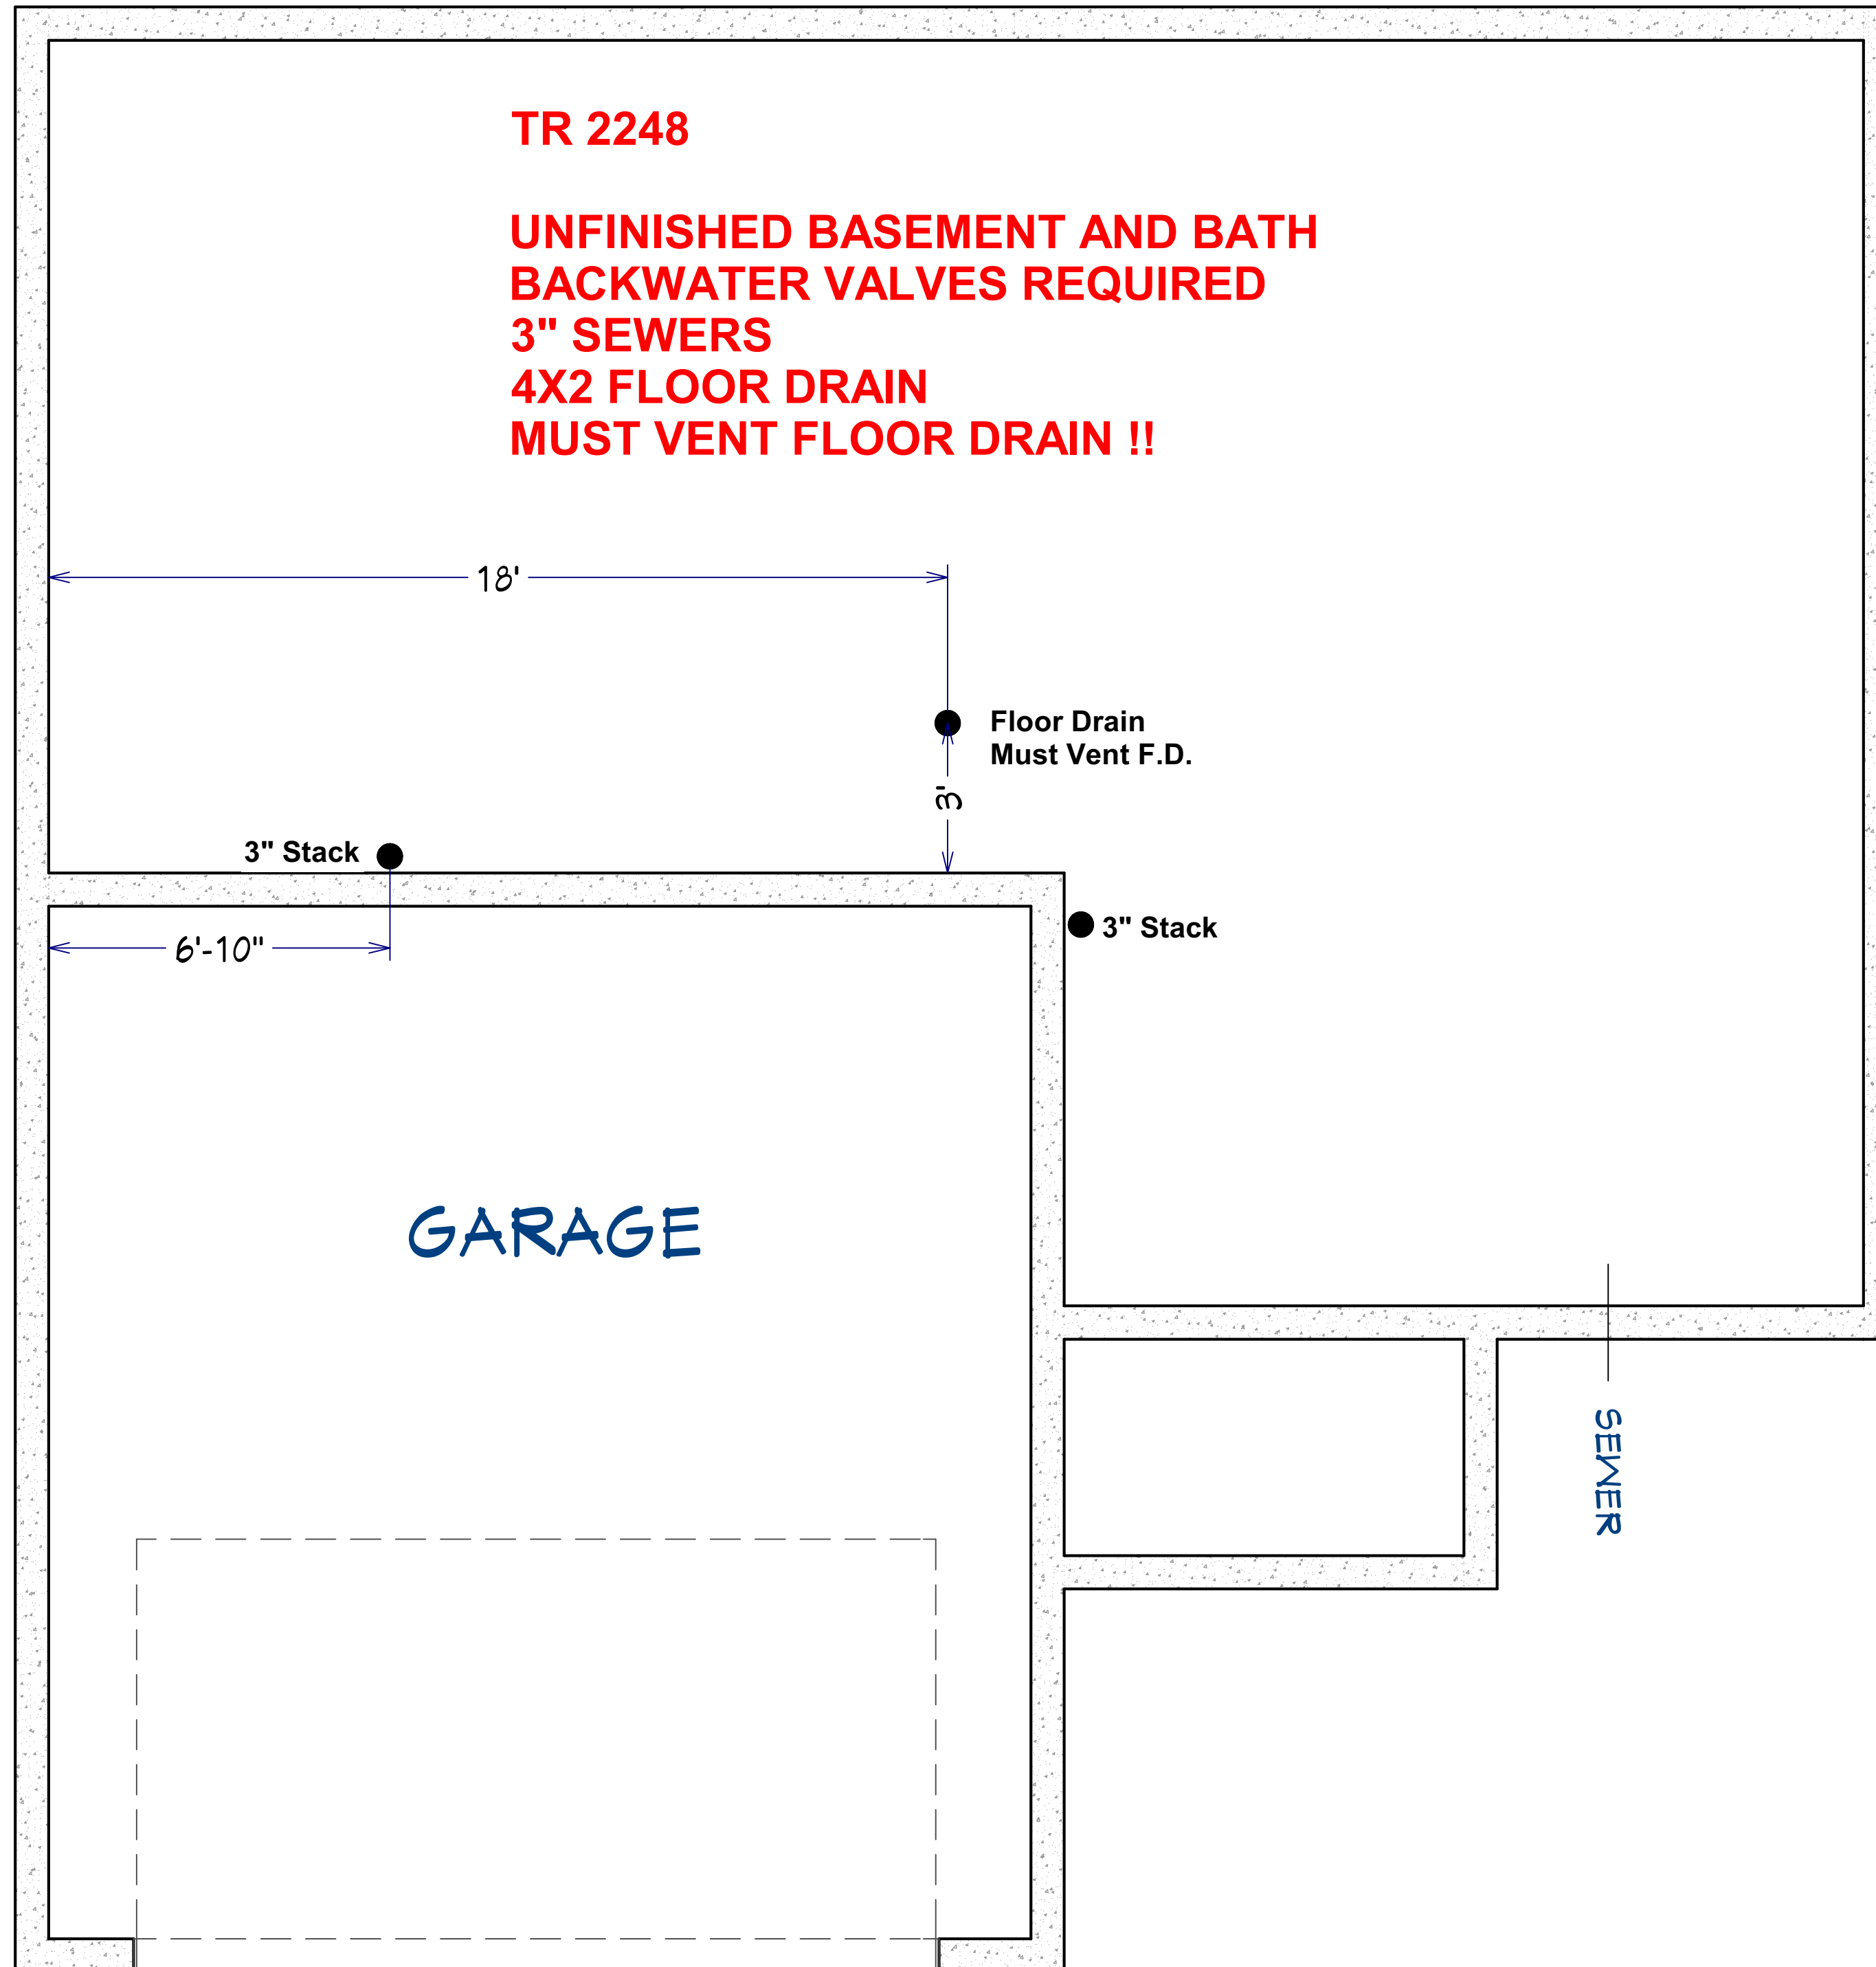 TR 2248
UNFINISHED BASEMENT AND BATH
BACKWATER VALVES REQUIRED
3" SEWERS
4X2 FLOOR DRAIN
MUST VENT FLOOR DRAIN !!
18'
Floor Drain
Must Vent F.D.
3'
3" Stack
3" Stack
6'-10"
GARAGE
SEWER